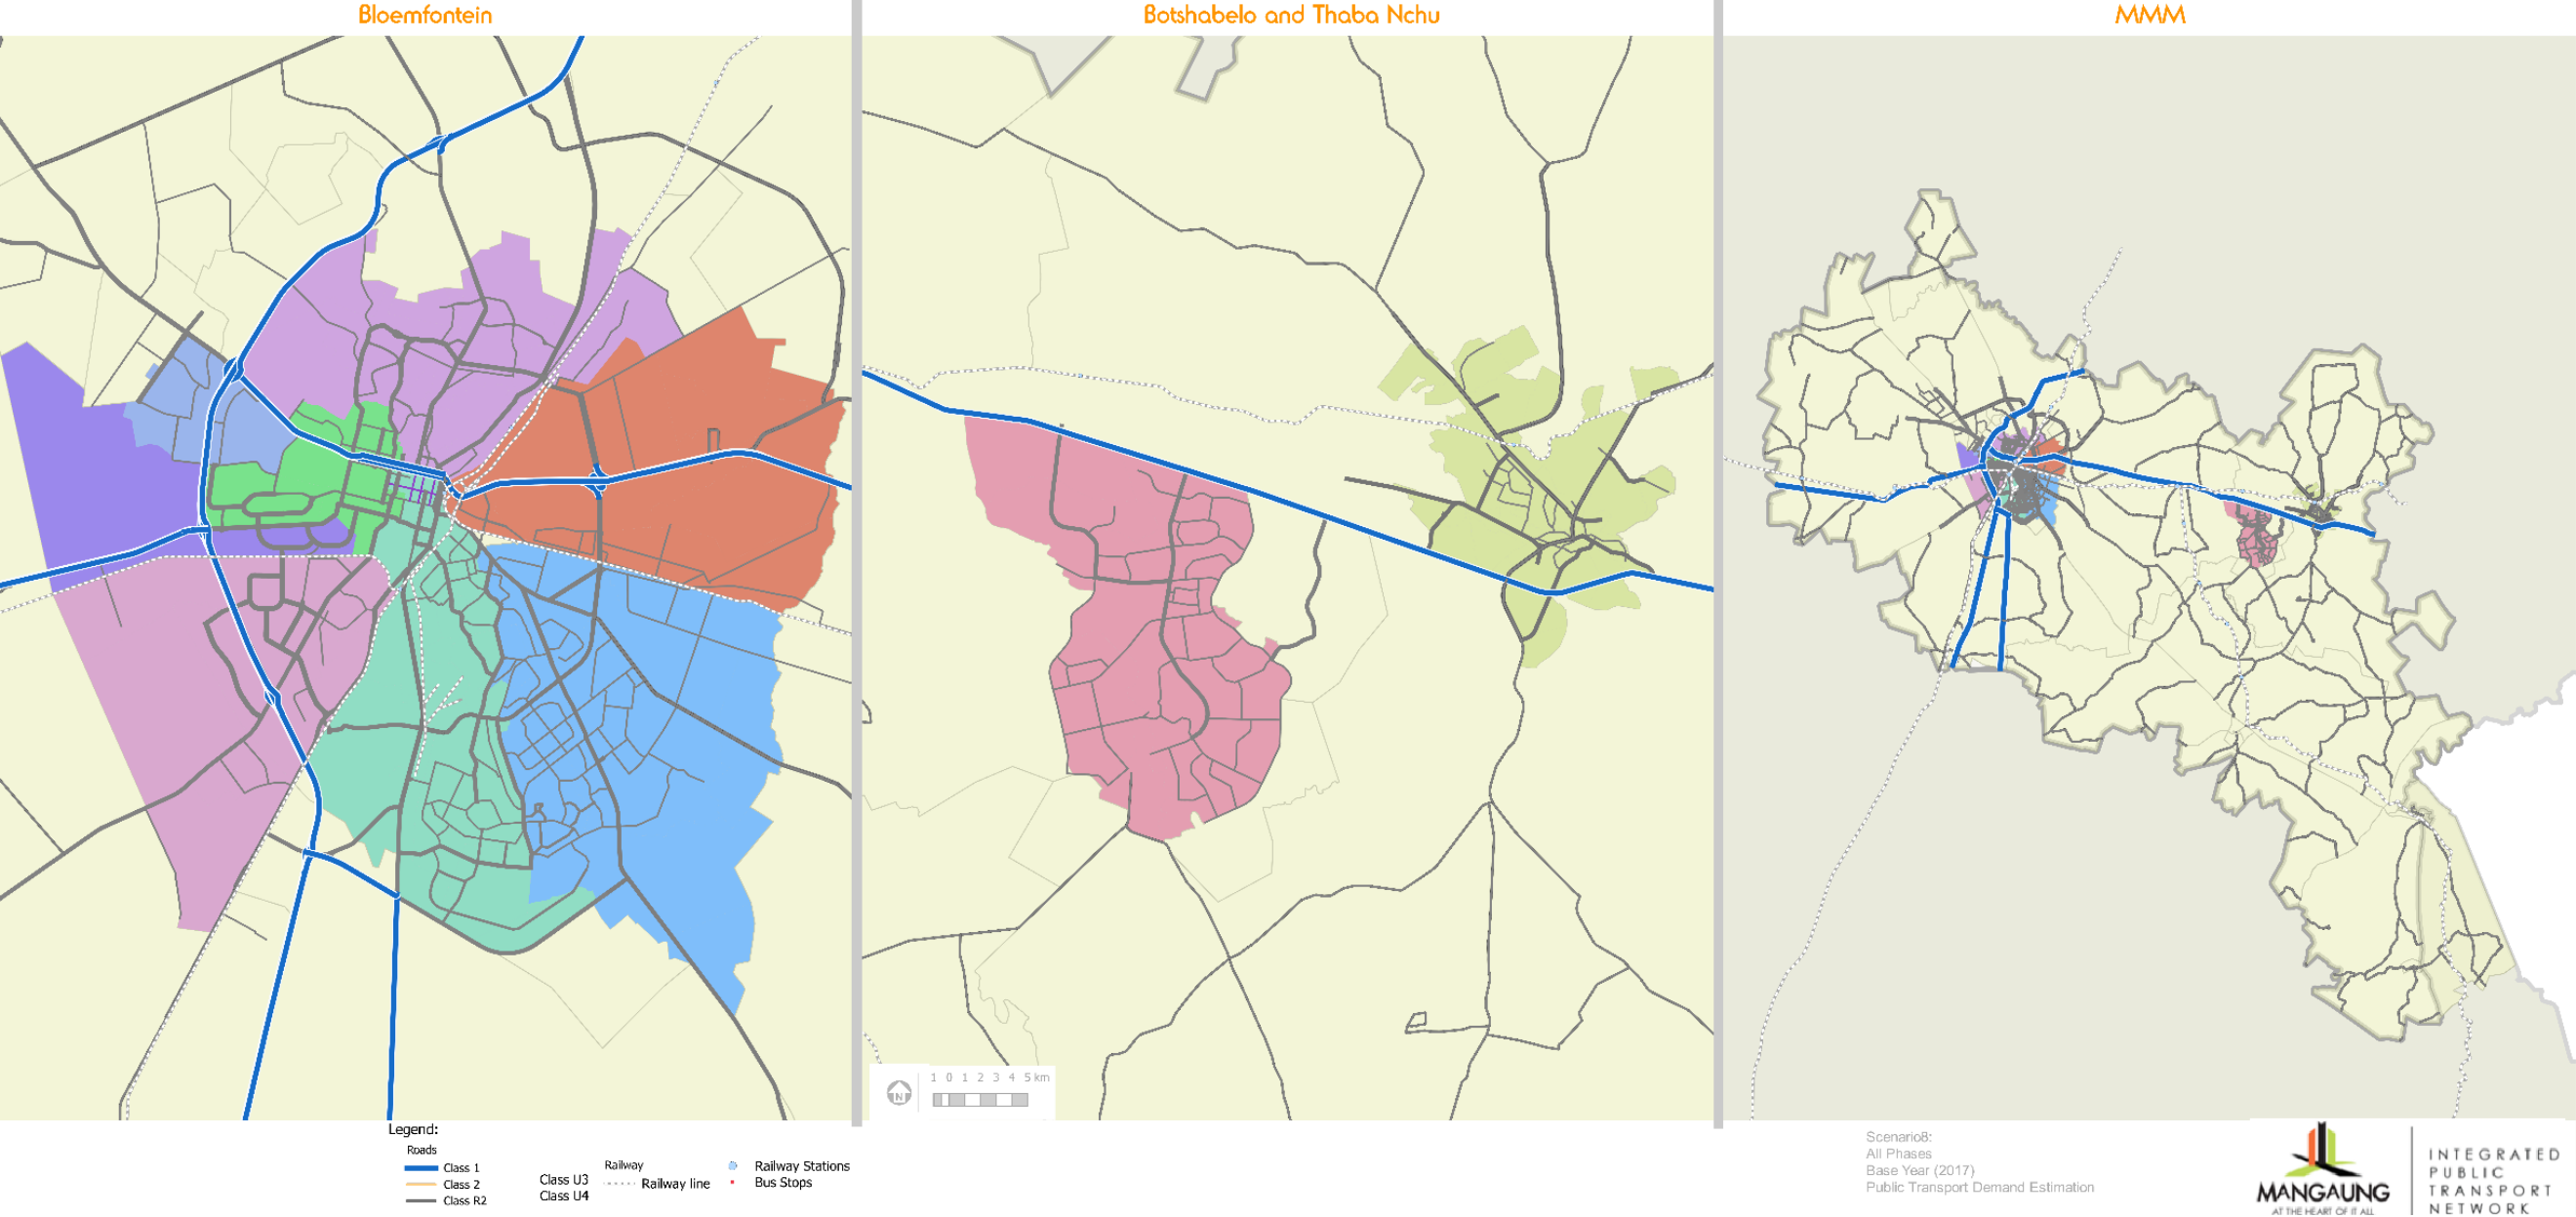 Bloemfontein
Botshabelo and Thaba Nchu
MMM
N
1 0 1 2 3 4 5 km
Legend:
Roads
Class 1
Class 2
Class R2
Class U3
Class U4
Railway
Railway line
Railway Stations
Bus Stops
Scenario8:
All Phases
Base Year (2017)
Public Transport Demand Estimation
MANGAUNG
AT THE HEART OF IT ALL
INTEGRATED
PUBLIC
TRANSPORT
NETWORK